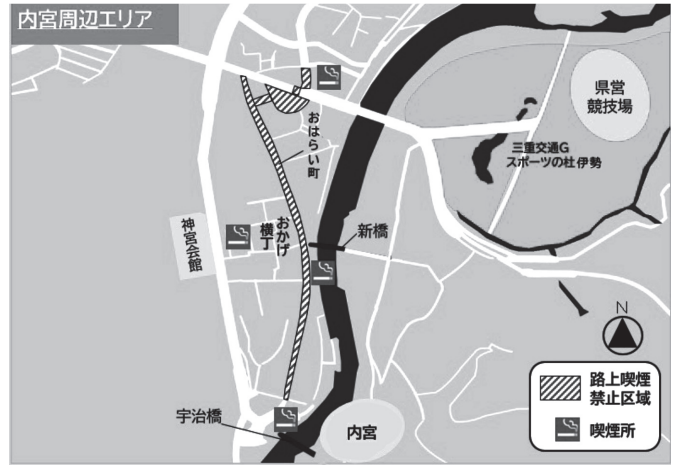 内宮周辺エリア
県営
競技場
おはらい町
三重交通G
スポーツの杜伊勢
おかげ
横丁
新橋
神宮会館
N
路上喫煙
禁止区域
喫煙所
宇治橋
内宮